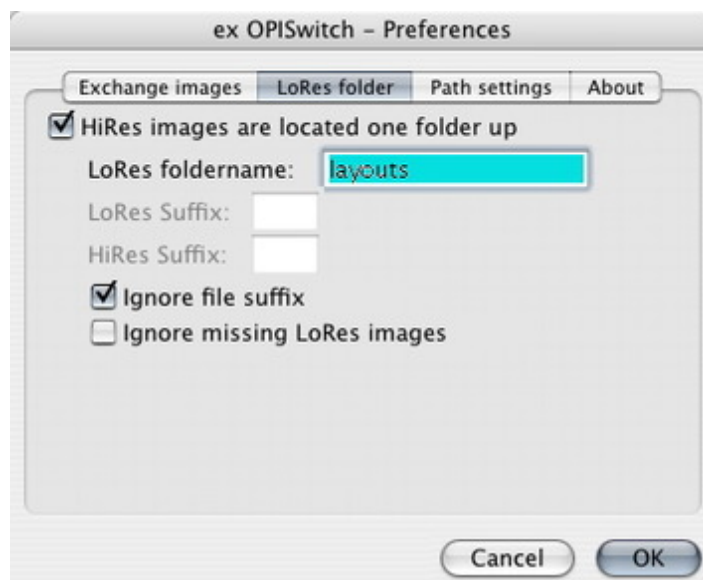 ex OPISwitch – Preferences
Exchange images LoRes folder Path settings About
HiRes images are located one folder up
LoRes foldername: layouts
LoRes Suffix:
HiRes Suffix:
Ignore file suffix
Ignore missing LoRes images
Cancel OK